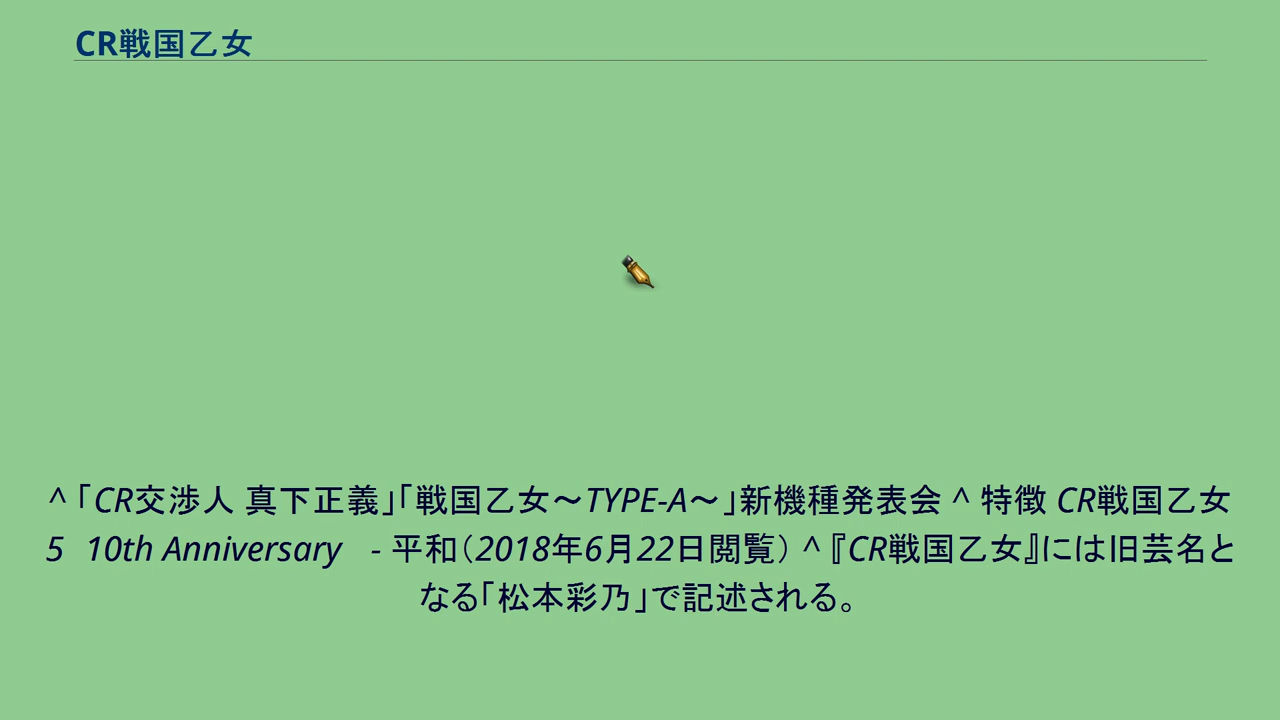 CR戦国乙女
^ 「CR交渉人 真下正義」「戦国乙女～TYPE-A～」新機種発表会 ^ 特徴 CR戦国乙女
5 10th Anniversary - 平和（2018年6月22日閲覧） ^ 『CR戦国乙女』には旧芸名と
なる「松本彩乃」で記述される。